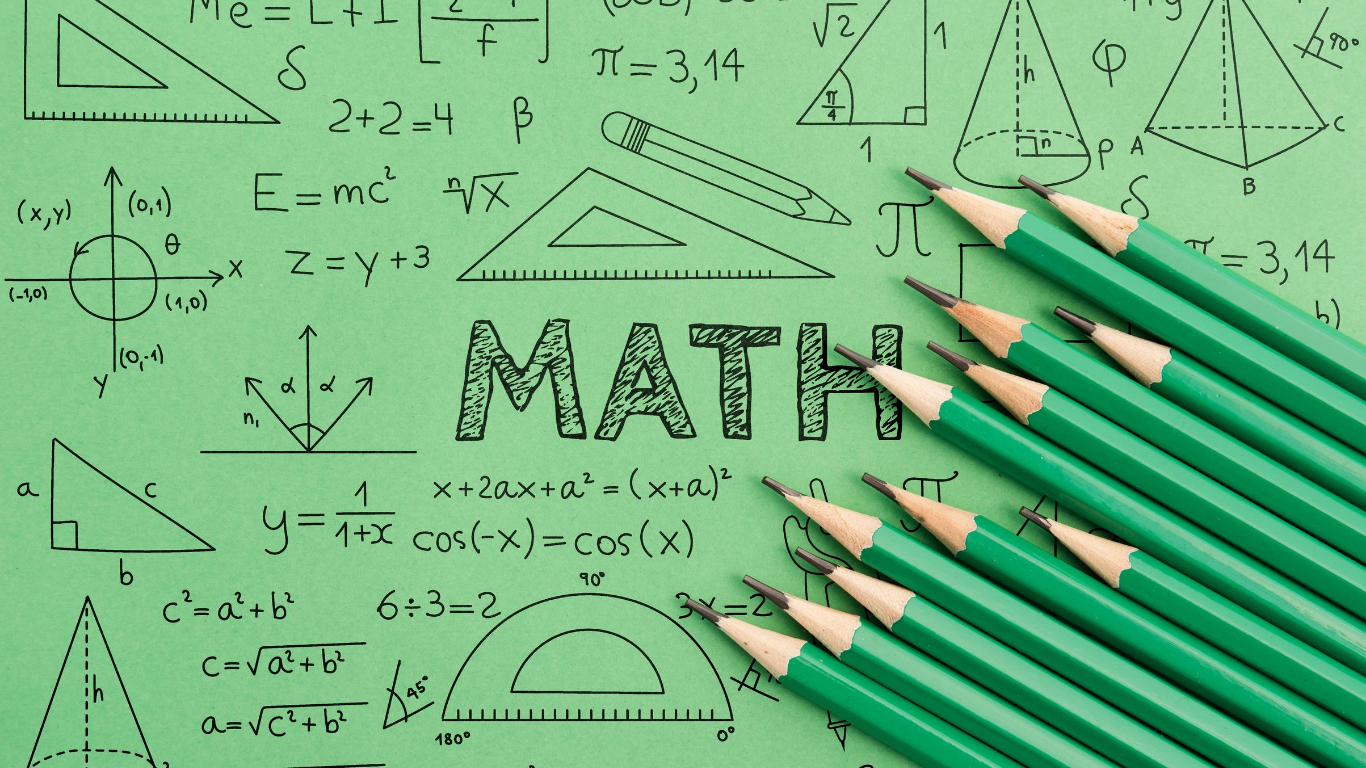 π = 3,14
√2
1
h
φ
90°
δ
2+2=4
β
π/4
1
n
P
A
C
B
E = mc²
ⁿ√X
π
δ
(x,y)
(0,1)
θ
z = y + 3
π = 3,14
x
(-1,0)
(1,0)
b)
(0,-1)
y
α α
n₁
MATH
a
c
y = 1/1+x
x+2ax+a² = (x+a)²
π
cos(-x) = cos(x)
b
90°
c² = a² + b²
6÷3=2
3x=2
c = √a² + b²
h
45°
a = √c² + b²
180°
0°